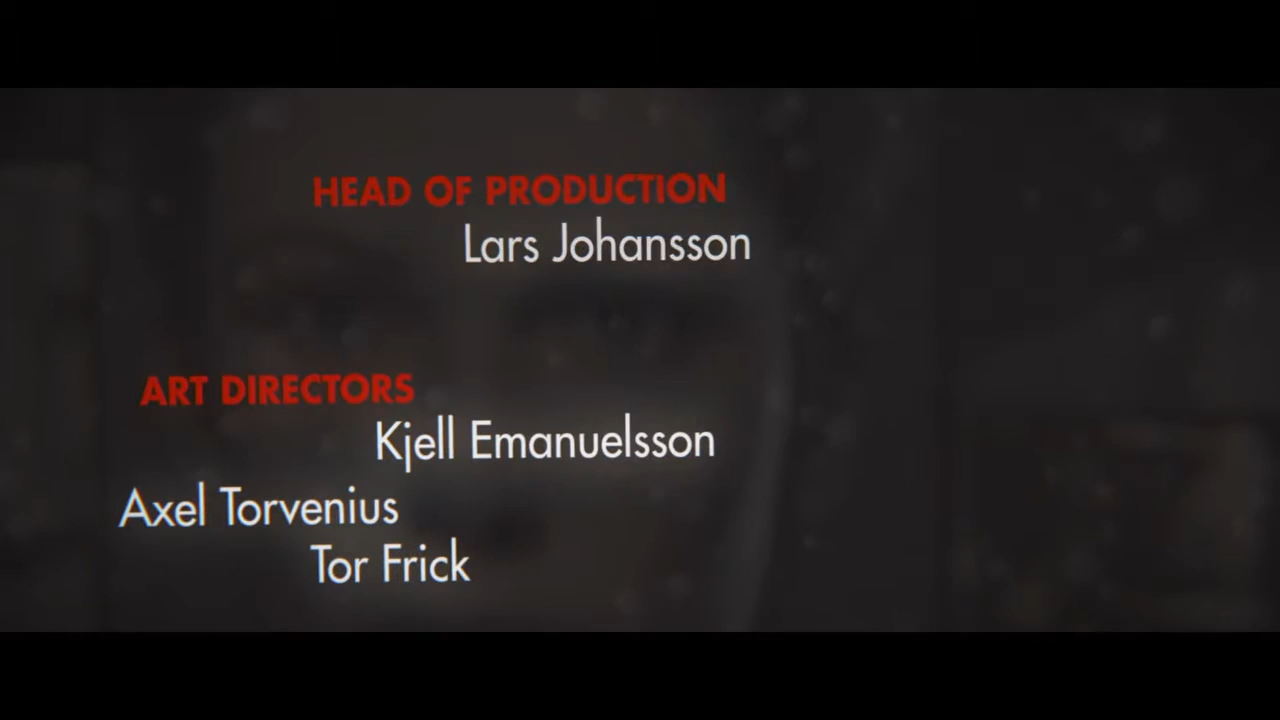 HEAD OF PRODUCTION
Lars Johansson
ART DIRECTORS
Kjell Emanuelsson
Axel Torvenius
Tor Frick